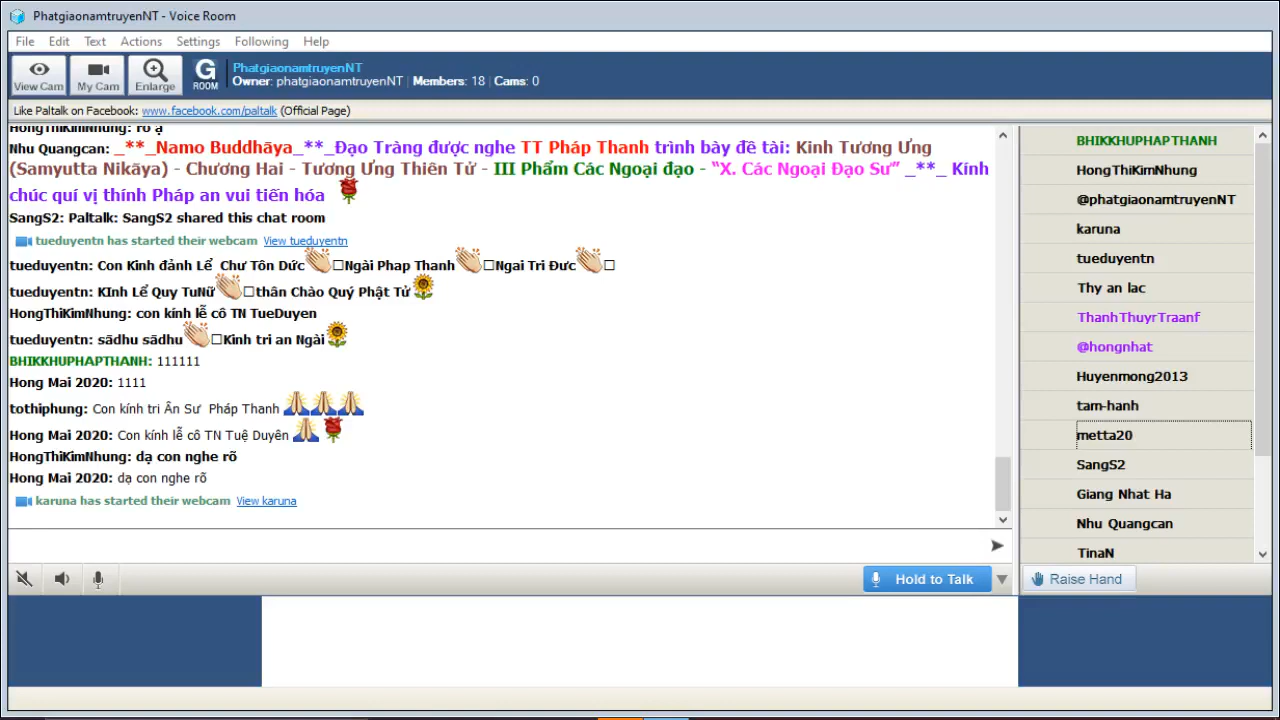 PhatgiaonamtruyenNT - Voice Room
File Edit Text Actions Settings Following Help
View Cam My Cam Enlarge G ROOM
PhatgiaonamtruyenNT
Owner: phatgiaonamtruyenNT | Members: 18 | Cams: 0
Like Paltalk on Facebook: www.facebook.com/paltalk (Official Page)
HongThiKimNhung: rõ ạ
Nhu Quangcan: _**_Namo Buddhāya_**_Đạo Tràng được nghe TT Pháp Thanh trình bày đề tài: Kinh Tương Ưng
(Samyutta Nikāya) - Chương Hai - Tương Ưng Thiên Tử - III Phẩm Các Ngoại đạo - “X. Các Ngoại Đạo Sư” _**_ Kính
chúc quí vị thính Pháp an vui tiến hóa
SangS2: Paltalk: SangS2 shared this chat room
tueduyentn has started their webcam View tueduyentn
tueduyentn: Con Kinh đảnh Lể Chư Tôn Dức Ngài Phap Thanh Ngai Tri Đưc
tueduyentn: KInh Lể Quy TuNữ thân Chào Quý Phật Tử
HongThiKimNhung: con kính lễ cô TN TueDuyen
tueduyentn: sādhu sādhu Kinh tri an Ngài
BHIKKHUPHAPTHANH: 111111
Hong Mai 2020: 1111
tothiphung: Con kính tri Ân Sư Pháp Thanh
Hong Mai 2020: Con kính lễ cô TN Tuệ Duyên
HongThiKimNhung: dạ con nghe rõ
Hong Mai 2020: dạ con nghe rõ
karuna has started their webcam View karuna
Hold to Talk
BHIKKHUPHAPTHANH
HongThiKimNhung
@phatgiaonamtruyenNT
karuna
tueduyentn
Thy an lac
ThanhThuyrTraanf
@hongnhat
Huyenmong2013
tam-hanh
metta20
SangS2
Giang Nhat Ha
Nhu Quangcan
TinaN
Raise Hand